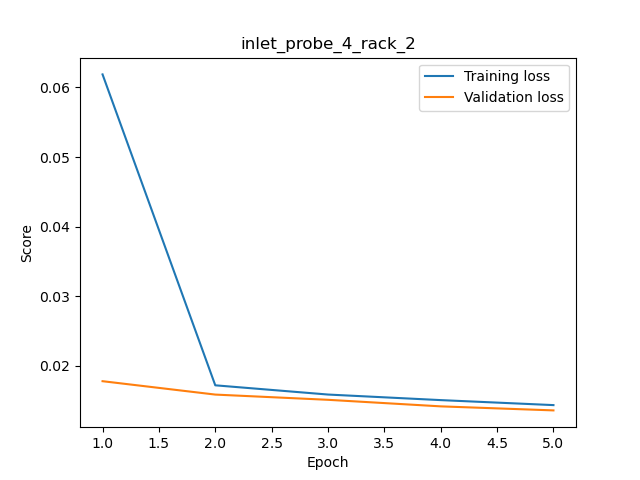 inlet_probe_4_rack_2
Training loss
Validation loss
0.06
0.05
0.04
0.03
0.02
Score
1.0 1.5 2.0 2.5 3.0 3.5 4.0 4.5 5.0
Epoch